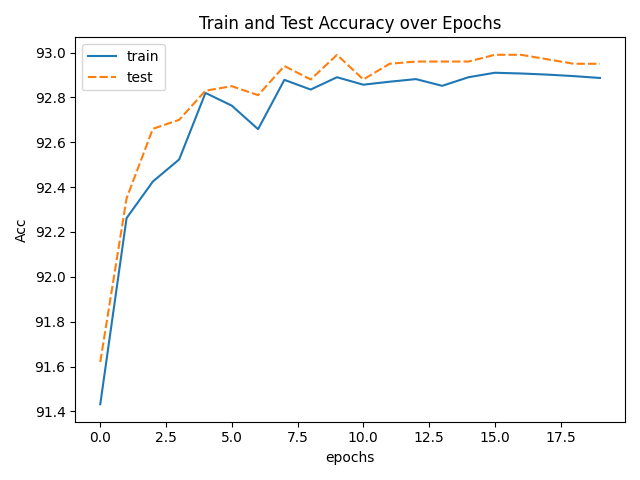 Train and Test Accuracy over Epochs
train
test
93.0
92.8
92.6
92.4
92.2
92.0
91.8
91.6
91.4
Acc
0.0 2.5 5.0 7.5 10.0 12.5 15.0 17.5
epochs